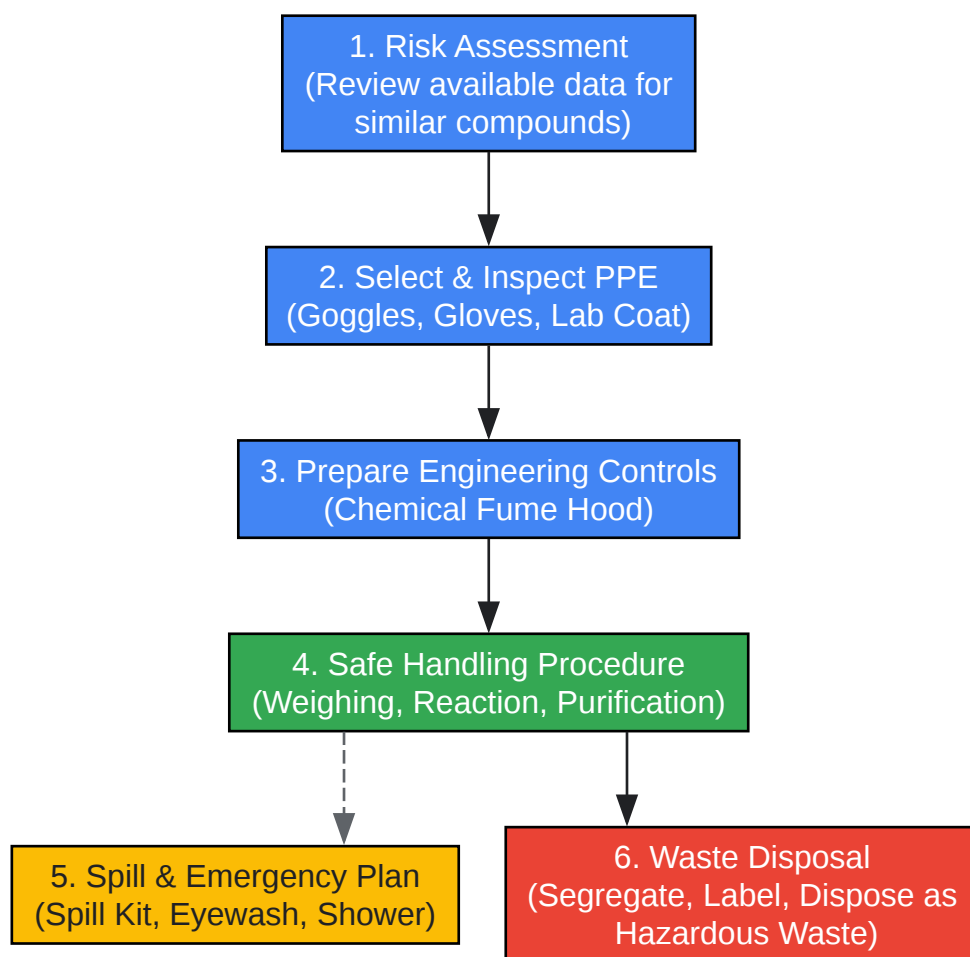 1. Risk Assessment
(Review available data for
similar compounds)
2. Select & Inspect PPE
(Goggles, Gloves, Lab Coat)
3. Prepare Engineering Controls
(Chemical Fume Hood)
4. Safe Handling Procedure
(Weighing, Reaction, Purification)
5. Spill & Emergency Plan
(Spill Kit, Eyewash, Shower)
6. Waste Disposal
(Segregate, Label, Dispose as
Hazardous Waste)